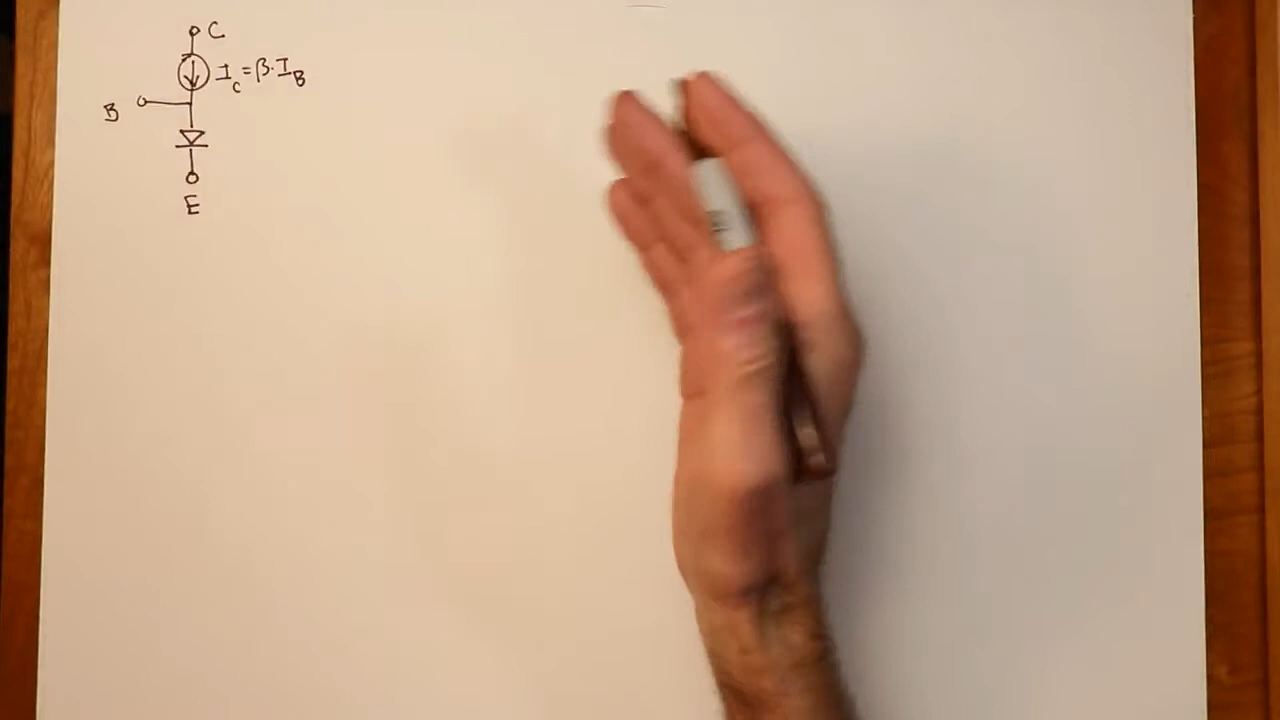 C
I_C = β·I_B
B
E